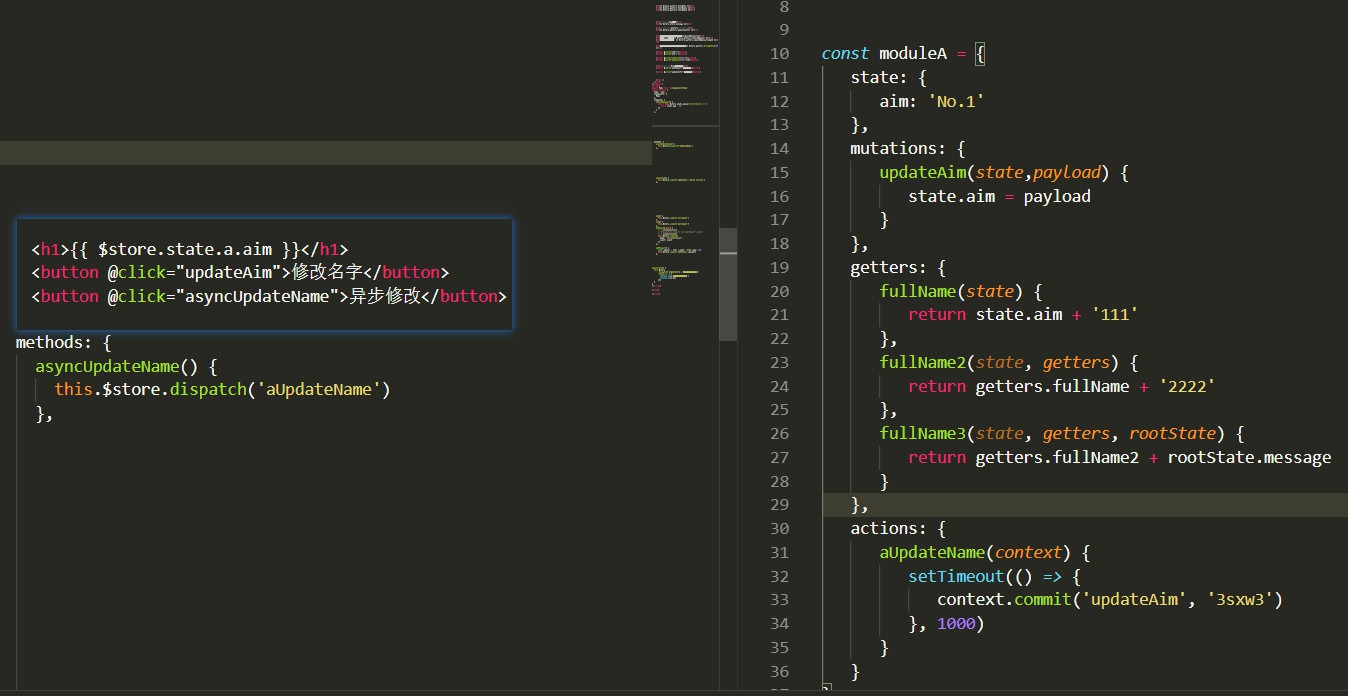 <h1>{{ $store.state.a.aim }}</h1>
<button @click="updateAim">修改名字</button>
<button @click="asyncUpdateName">异步修改</button>
methods: {
asyncUpdateName() {
this.$store.dispatch('aUpdateName')
},
8
9
10 const moduleA = {
11 state: {
12 aim: 'No.1'
13 },
14 mutations: {
15 updateAim(state,payload) {
16 state.aim = payload
17 }
18 },
19 getters: {
20 fullName(state) {
21 return state.aim + '111'
22 },
23 fullName2(state, getters) {
24 return getters.fullName + '2222'
25 },
26 fullName3(state, getters, rootState) {
27 return getters.fullName2 + rootState.message
28 }
29 },
30 actions: {
31 aUpdateName(context) {
32 setTimeout(() => {
33 context.commit('updateAim', '3sxw3')
34 }, 1000)
35 }
36 }